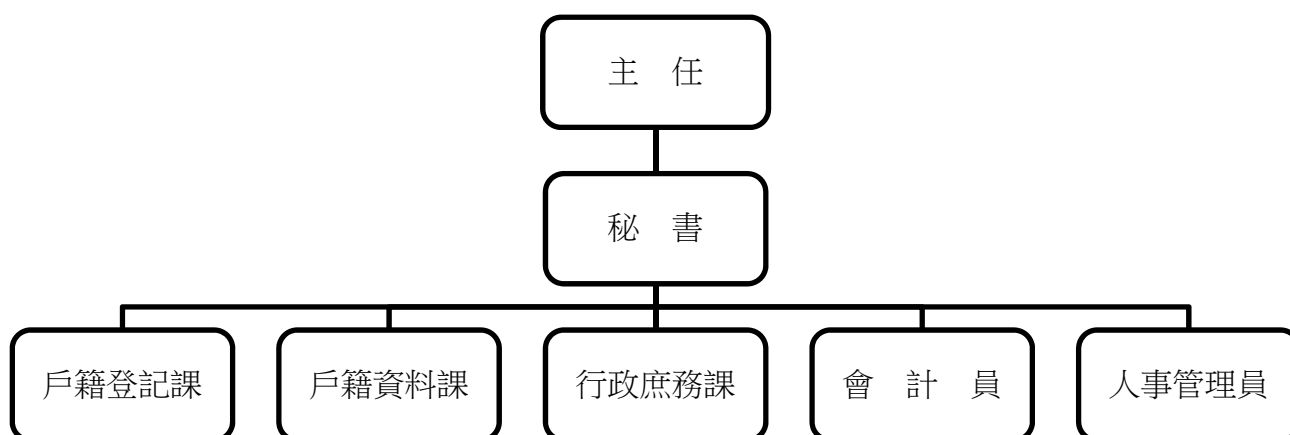 主　任
秘　書
戶籍登記課
戶籍資料課
行政庶務課
會　計　員
人事管理員